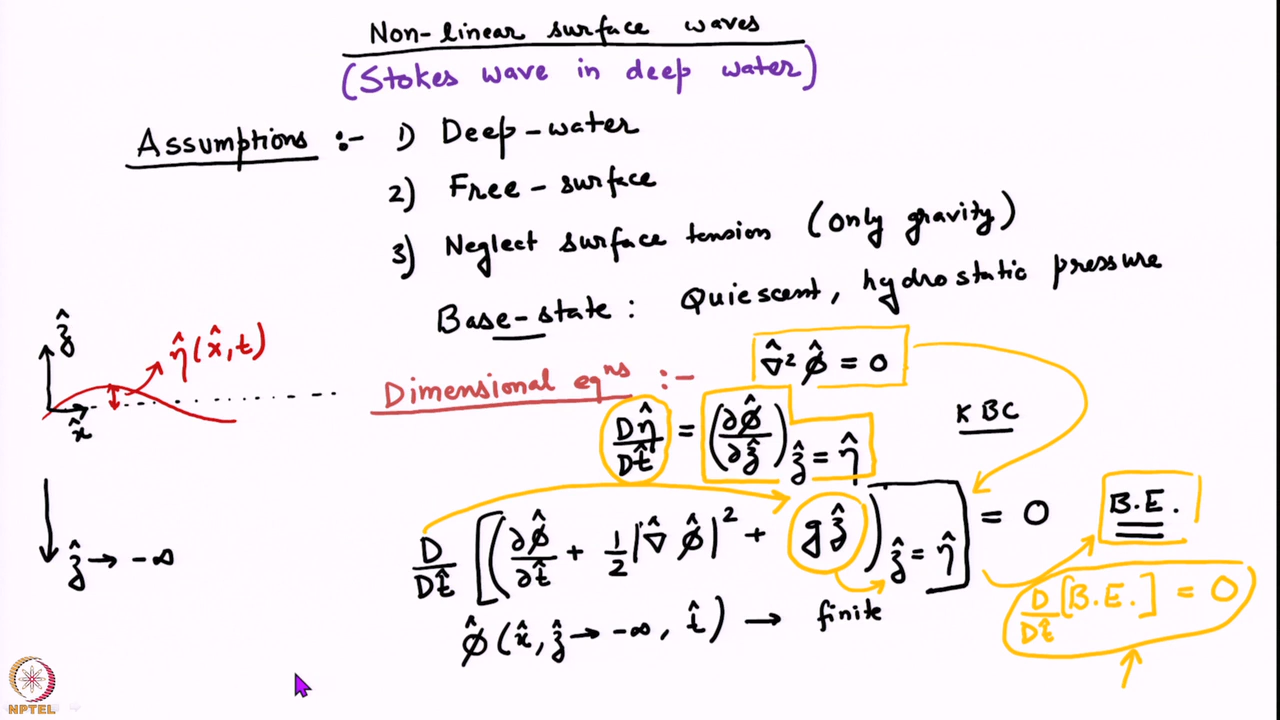 Non-linear surface waves
(Stokes wave in deep water)
Assumptions :- 1) Deep-water
2) Free-surface
3) Neglect surface tension (only gravity)
Base-state : Quiescent, hydrostatic pressure
ẑ
η̂(x̂,t)
x̂
ẑ → -∞
Dimensional eqns :-
∇̂² φ̂ = 0
Dη̂/Dt̂ = (∂φ̂/∂ẑ)ẑ = η̂
KBC
D/Dt̂ [(∂φ̂/∂t̂ + 1/2|∇̂ φ̂|² + gẑ)ẑ = η̂] = 0
B.E.
D/Dt̂ [B.E.] = 0
φ̂(x̂, ẑ → -∞, t̂) → finite
NPTEL